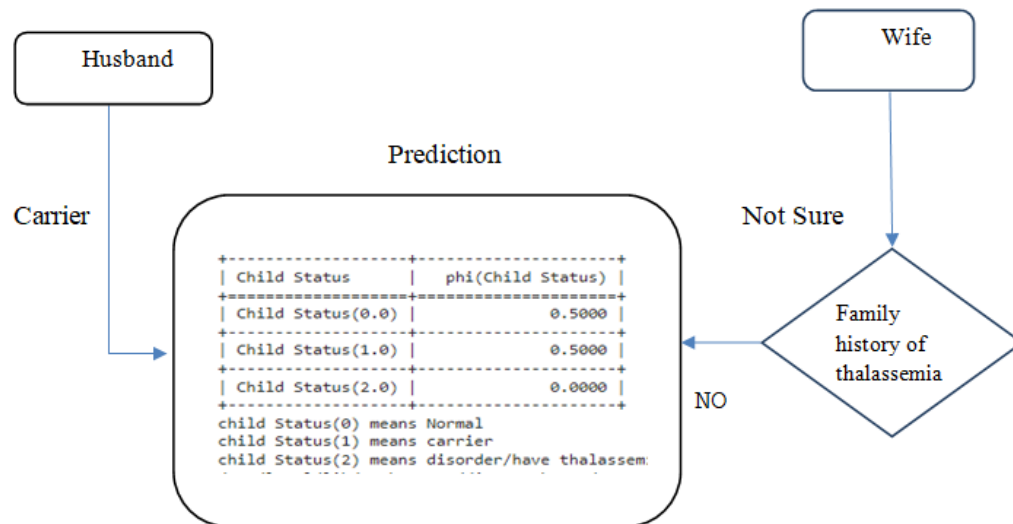 Husband
Wife
Prediction
Carrier
Not Sure
+-------------------+---------------------+
| Child Status      |   phi(Child Status) |
+===================+=====================+
| Child Status(0.0) |              0.5000 |
+-------------------+---------------------+
| Child Status(1.0) |              0.5000 |
+-------------------+---------------------+
| Child Status(2.0) |              0.0000 |
+-------------------+---------------------+
child Status(0) means Normal
child Status(1) means carrier
child Status(2) means disorder/have thalassem
Family
history of
thalassemia
NO